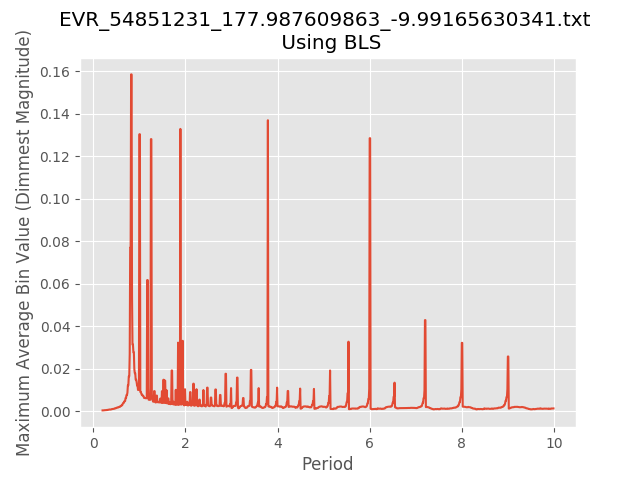 EVR_54851231_177.987609863_-9.99165630341.txt
Using BLS
Maximum Average Bin Value (Dimmest Magnitude)
0.16
0.14
0.12
0.10
0.08
0.06
0.04
0.02
0.00
0 2 4 6 8 10
Period